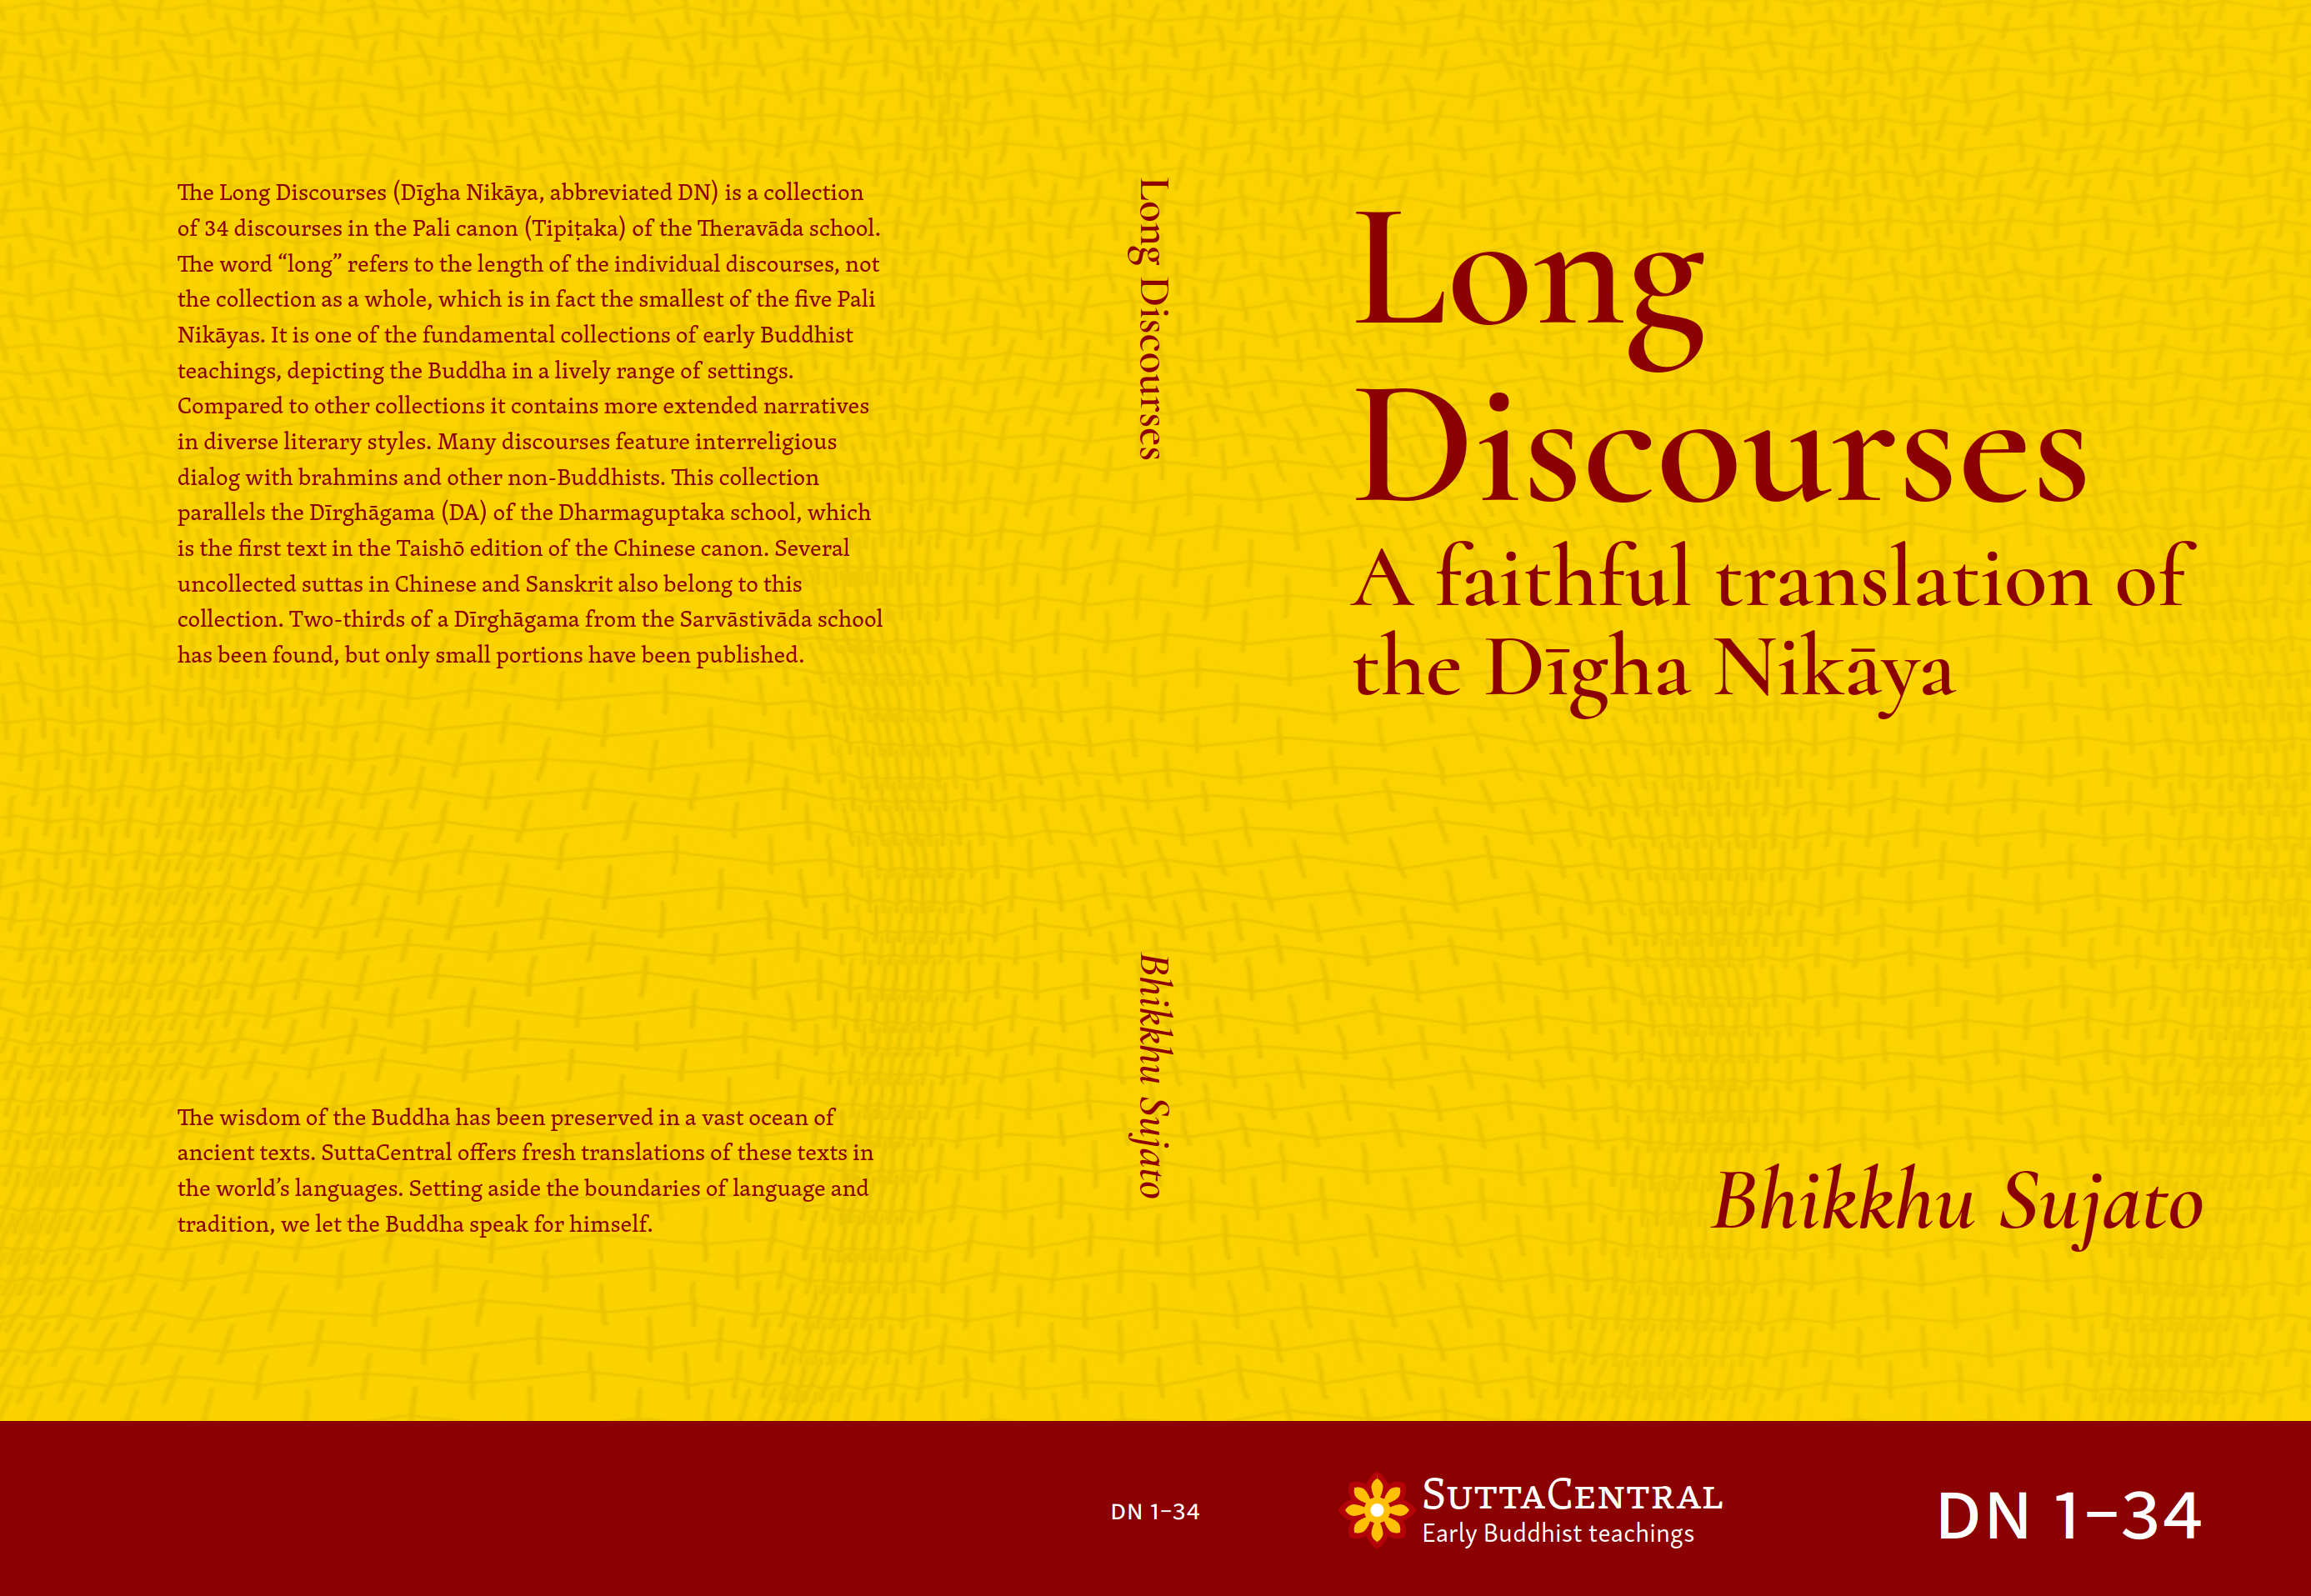 The Long Discourses (Dīgha Nikāya, abbreviated DN) is a collection
of 34 discourses in the Pali canon (Tipiṭaka) of the Theravāda school.
The word “long” refers to the length of the individual discourses, not
the collection as a whole, which is in fact the smallest of the five Pali
Nikāyas. It is one of the fundamental collections of early Buddhist
teachings, depicting the Buddha in a lively range of settings.
Compared to other collections it contains more extended narratives
in diverse literary styles. Many discourses feature interreligious
dialog with brahmins and other non-Buddhists. This collection
parallels the Dīrghāgama (DA) of the Dharmaguptaka school, which
is the first text in the Taishō edition of the Chinese canon. Several
uncollected suttas in Chinese and Sanskrit also belong to this
collection. Two-thirds of a Dīrghāgama from the Sarvāstivāda school
has been found, but only small portions have been published.
The wisdom of the Buddha has been preserved in a vast ocean of
ancient texts. SuttaCentral offers fresh translations of these texts in
the world’s languages. Setting aside the boundaries of language and
tradition, we let the Buddha speak for himself.
Long Discourses
Bhikkhu Sujato
DN 1–34
Long
Discourses
A faithful translation of
the Dīgha Nikāya
Bhikkhu Sujato
SuttaCentral
Early Buddhist teachings
DN 1–34